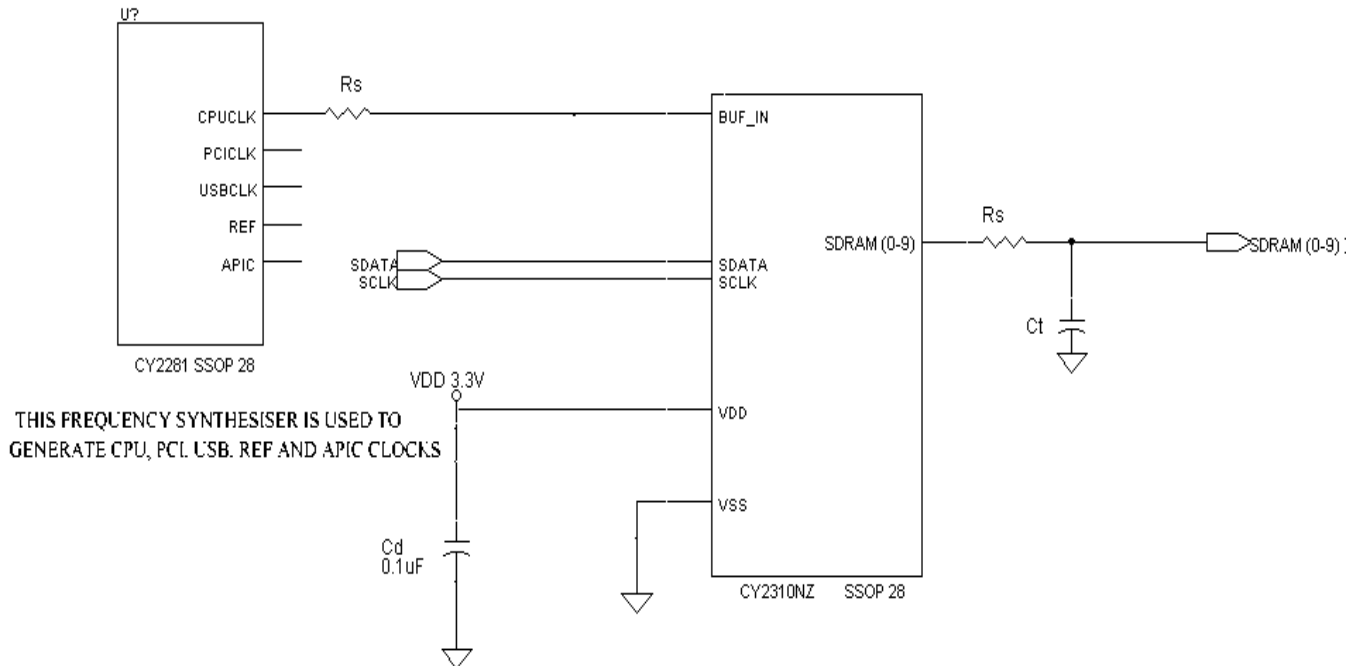 U?
Rs
CPUCLK
BUF_IN
PCICLK
USBCLK
REF
Rs
SDRAM (0-9)
SDRAM (0-9)
APIC
SDATA
SDATA
SCLK
SCLK
Ct
CY2281 SSOP 28
VDD 3.3V
THIS FREQUENCY SYNTHESISER IS USED TO
GENERATE CPU, PCI, USB, REF AND APIC CLOCKS
VDD
VSS
Cd
0.1uF
CY2310NZ SSOP 28